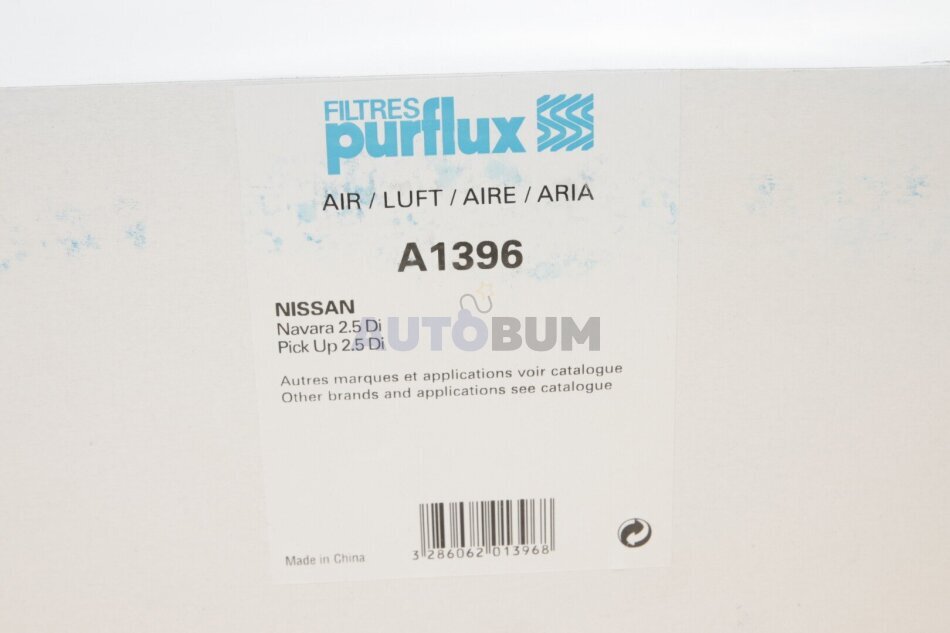 FILTRES
purflux
AIR / LUFT / AIRE / ARIA
A1396
NISSAN
Navara 2.5 Di
Pick Up 2.5 Di
AUTOBUM
Autres marques et applications voir catalogue
Other brands and applications see catalogue
3 286062 013968
Made in China